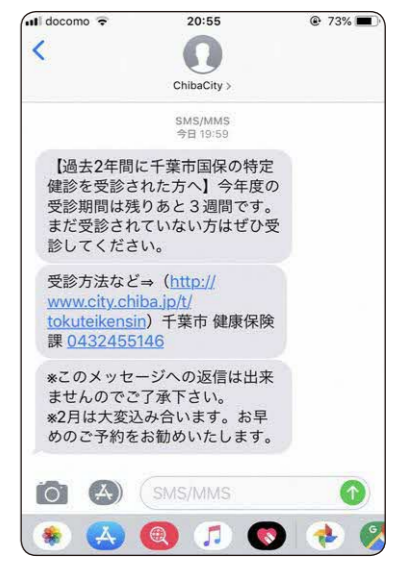 docomo 20:55 73%
ChibaCity >
SMS/MMS
今日 19:59
【過去2年間に千葉市国保の特定
健診を受診された方へ】今年度の
受診期間は残りあと３週間です。
まだ受診されていない方はぜひ受
診してください。
受診方法など⇒（http://
www.city.chiba.jp/t/
tokuteikensin）千葉市 健康保険
課 0432455146
※このメッセージへの返信は出来
ませんのでご了承下さい。
※2月は大変込み合います。お早
めのご予約をお勧めいたします。
SMS/MMS